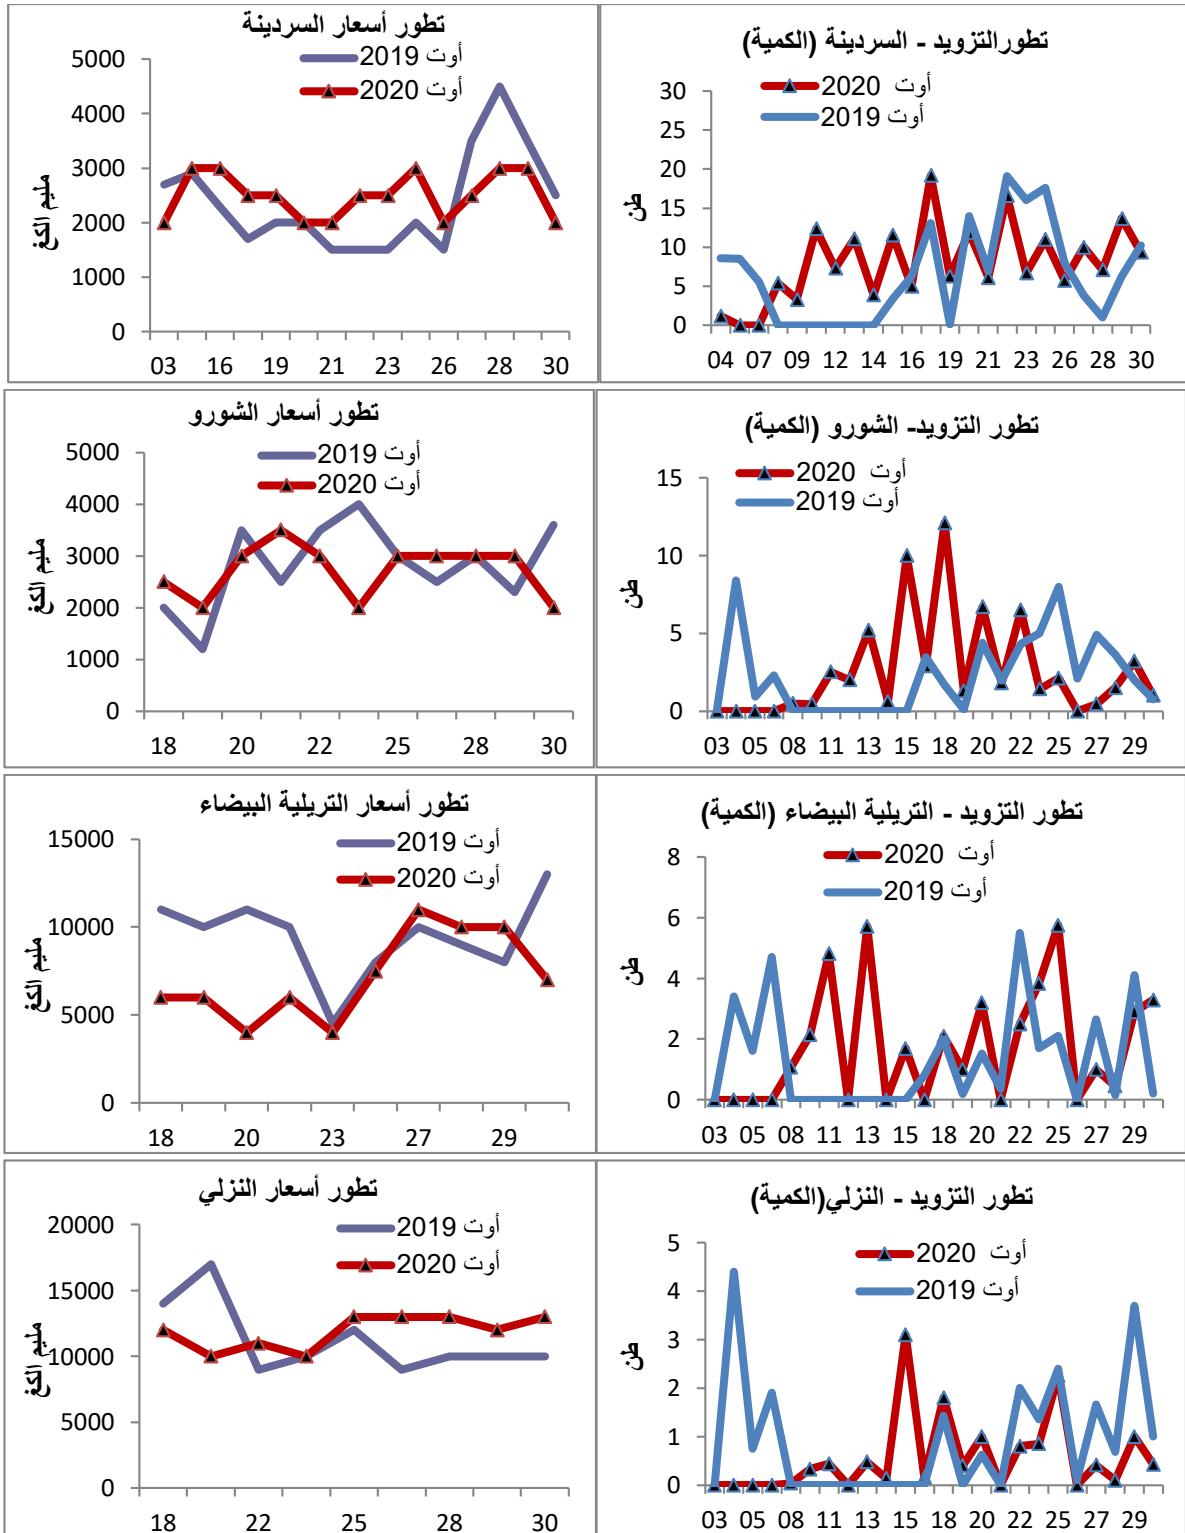 تطور أسعار السردينة
أوت 2019
أوت 2020
مليم الكغ
5000
4000
3000
2000
1000
0
03 16 19 21 23 26 28 30
تطورالتزويد - السردينة (الكمية)
أوت 2020
أوت 2019
طن
30
25
20
15
10
5
0
04 07 09 12 14 16 19 21 23 26 28 30
تطور أسعار الشورو
أوت 2019
أوت 2020
مليم الكغ
5000
4000
3000
2000
1000
0
18 20 22 25 28 30
تطور التزويد- الشورو (الكمية)
أوت 2020
أوت 2019
طن
15
10
5
0
03 05 08 11 13 15 18 20 22 25 27 29
تطور أسعار التريلية البيضاء
أوت 2019
أوت 2020
مليم الكغ
15000
10000
5000
0
18 20 23 27 29
تطور التزويد - التريلية البيضاء (الكمية)
أوت 2020
أوت 2019
طن
8
6
4
2
0
03 05 08 11 13 15 18 20 22 25 27 29
تطور أسعار النزلي
أوت 2019
أوت 2020
مليم الكغ
20000
15000
10000
5000
0
18 22 25 28 30
تطور التزويد - النزلي(الكمية)
أوت 2020
أوت 2019
طن
5
4
3
2
1
0
03 05 08 11 13 15 18 20 22 25 27 29